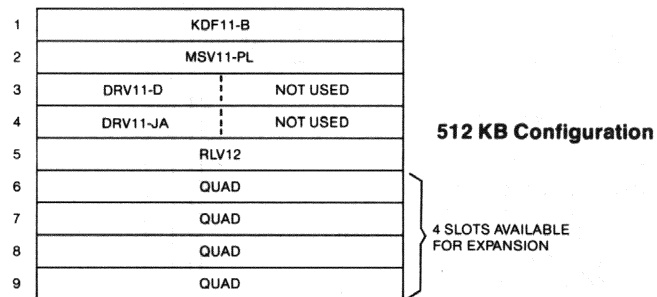 1 KDF11-B
2 MSV11-PL
3 DRV11-D NOT USED
4 DRV11-JA NOT USED
512 KB Configuration
5 RLV12
6 QUAD
7 QUAD
4 SLOTS AVAILABLE
FOR EXPANSION
8 QUAD
9 QUAD